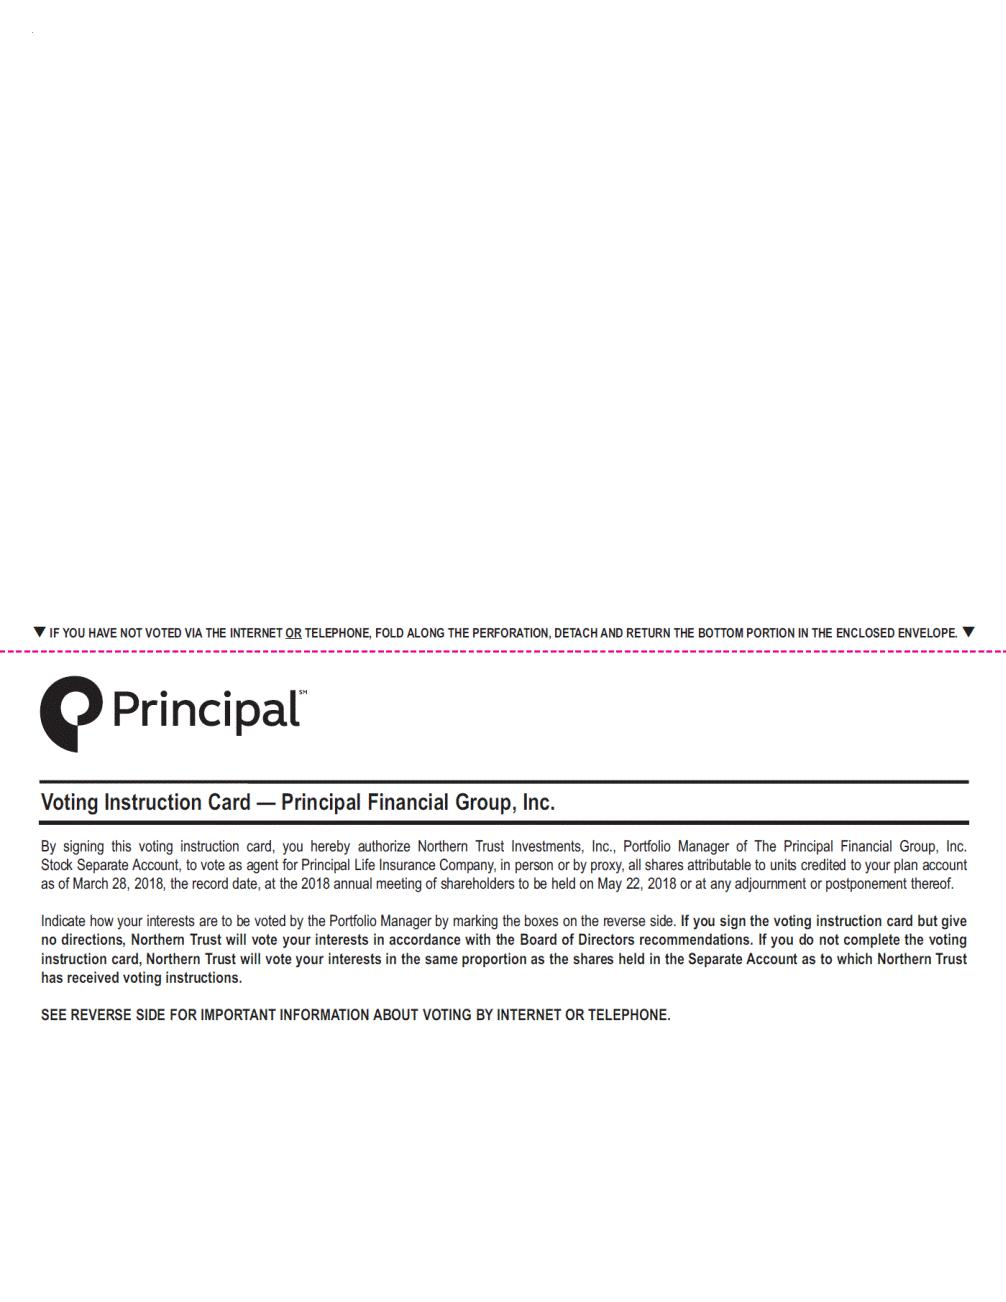 ▼ IF YOU HAVE NOT VOTED VIA THE INTERNET OR TELEPHONE, FOLD ALONG THE PERFORATION, DETACH AND RETURN THE BOTTOM PORTION IN THE ENCLOSED ENVELOPE. ▼
Principal℠
Voting Instruction Card — Principal Financial Group, Inc.
By signing this voting instruction card, you hereby authorize Northern Trust Investments, Inc., Portfolio Manager of The Principal Financial Group, Inc.
Stock Separate Account, to vote as agent for Principal Life Insurance Company, in person or by proxy, all shares attributable to units credited to your plan account
as of March 28, 2018, the record date, at the 2018 annual meeting of shareholders to be held on May 22, 2018 or at any adjournment or postponement thereof.
Indicate how your interests are to be voted by the Portfolio Manager by marking the boxes on the reverse side. If you sign the voting instruction card but give
no directions, Northern Trust will vote your interests in accordance with the Board of Directors recommendations. If you do not complete the voting
instruction card, Northern Trust will vote your interests in the same proportion as the shares held in the Separate Account as to which Northern Trust
has received voting instructions.
SEE REVERSE SIDE FOR IMPORTANT INFORMATION ABOUT VOTING BY INTERNET OR TELEPHONE.